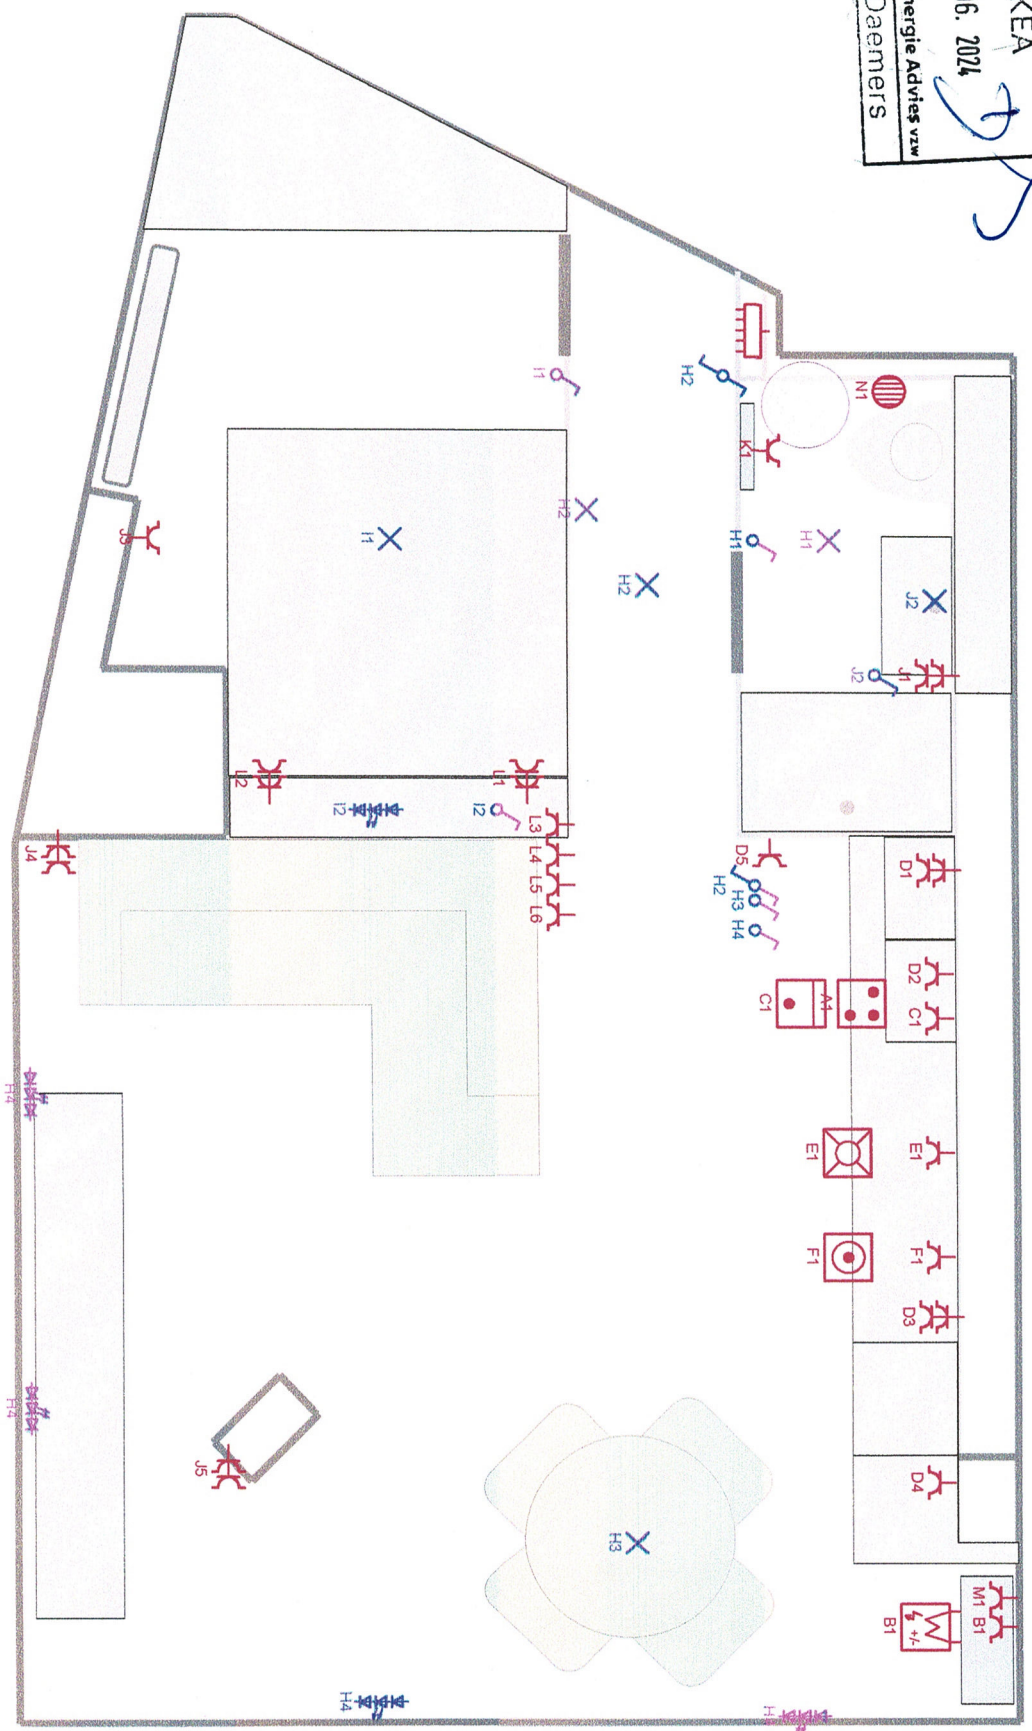 KEA
06. 2024
nergie Advies vzw
Daemers
M1 B1
J1
J2
D1
D2
C1
E1
F1
D3
D4
B1
N1
J2
A1
H1
E1
F1
K1
H1
D5
C1
H2
H3
H4
H2
H2
H2
i1
L1
L3
L4
L5
L6
H3
I2
i1
I2
H4
L2
J5
J3
J4
H4
H4